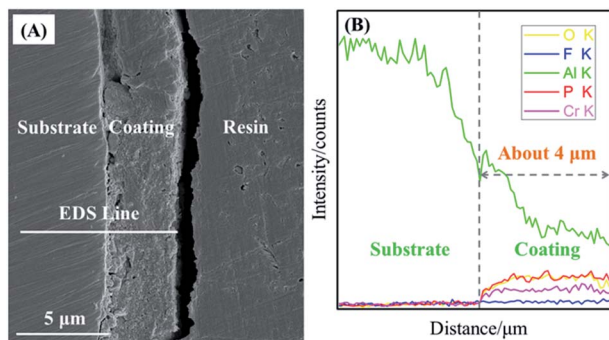 (A)
Substrate
Coating
Resin
EDS Line
5 μm
(B)
Intensity/counts
O K
F K
Al K
P K
Cr K
About 4 μm
Substrate
Coating
Distance/μm